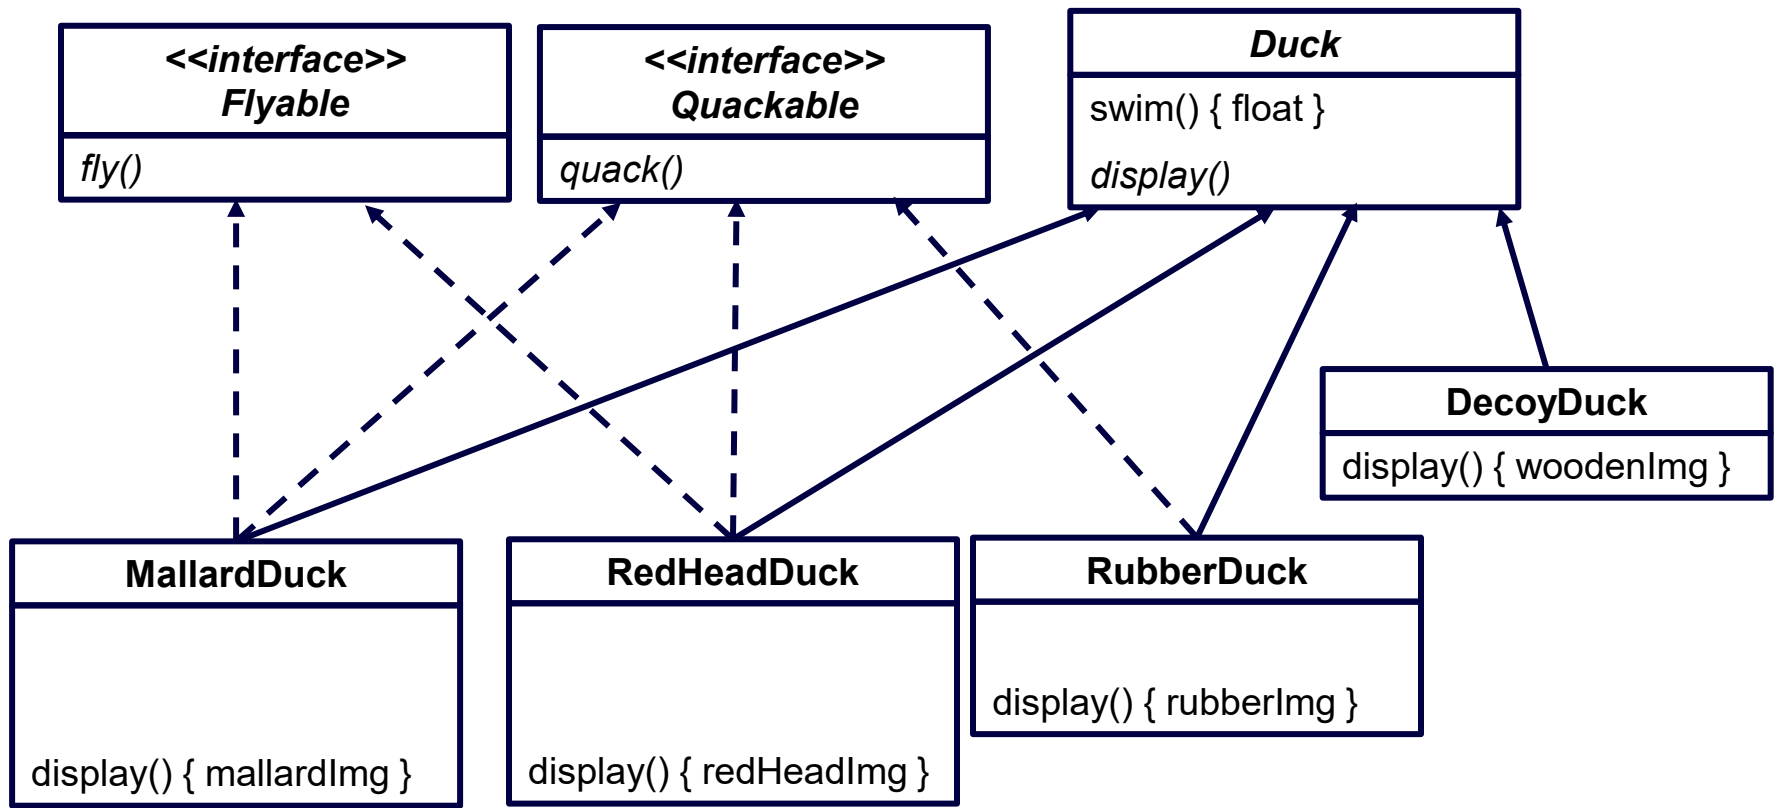 <<interface>>
Flyable
fly()
<<interface>>
Quackable
quack()
Duck
swim() { float }
display()
DecoyDuck
display() { woodenImg }
MallardDuck
display() { mallardImg }
RedHeadDuck
display() { redHeadImg }
RubberDuck
display() { rubberImg }